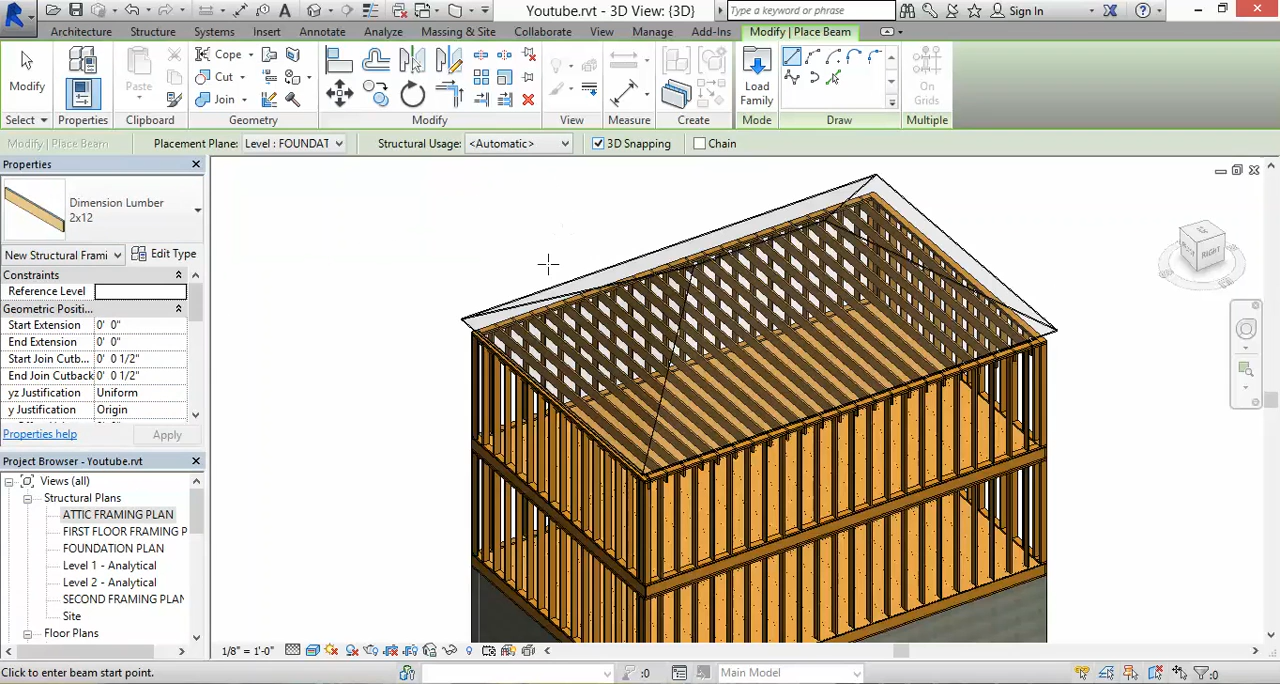 Youtube.rvt - 3D View: {3D}
Type a keyword or phrase
Sign In
Architecture Structure Systems Insert Annotate Analyze Massing & Site Collaborate View Manage Add-Ins Modify | Place Beam
Modify
Paste
Cope
Cut
Join
Load
Family
On
Grids
Select Properties Clipboard Geometry Modify View Measure Create Mode Draw Multiple
Modify | Place Beam
Placement Plane: Level : FOUNDAT
Structural Usage: <Automatic>
3D Snapping
Chain
Properties
Dimension Lumber
2x12
New Structural Frami
Edit Type
Constraints
Reference Level
Geometric Positi...
Start Extension 0' 0"
End Extension 0' 0"
Start Join Cutb... 0' 0 1/2"
End Join Cutback 0' 0 1/2"
yz Justification Uniform
y Justification Origin
Properties help
Apply
Project Browser - Youtube.rvt
Views (all)
Structural Plans
ATTIC FRAMING PLAN
FIRST FLOOR FRAMING P
FOUNDATION PLAN
Level 1 - Analytical
Level 2 - Analytical
SECOND FRAMING PLAN
Site
Floor Plans
RIGHT
1/8" = 1'-0"
Click to enter beam start point.
:0
Main Model
:0